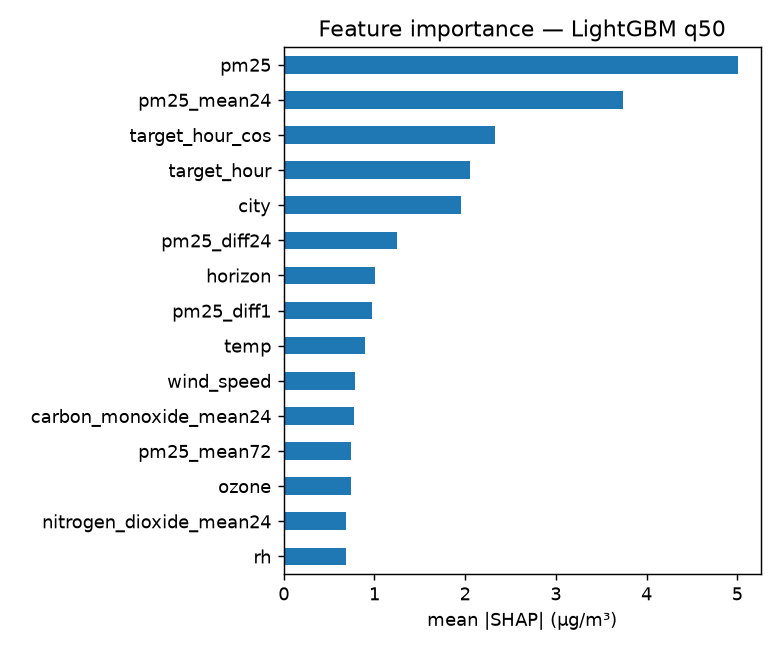 Feature importance — LightGBM q50
pm25
pm25_mean24
target_hour_cos
target_hour
city
pm25_diff24
horizon
pm25_diff1
temp
wind_speed
carbon_monoxide_mean24
pm25_mean72
ozone
nitrogen_dioxide_mean24
rh
0 1 2 3 4 5
mean |SHAP| (µg/m³)